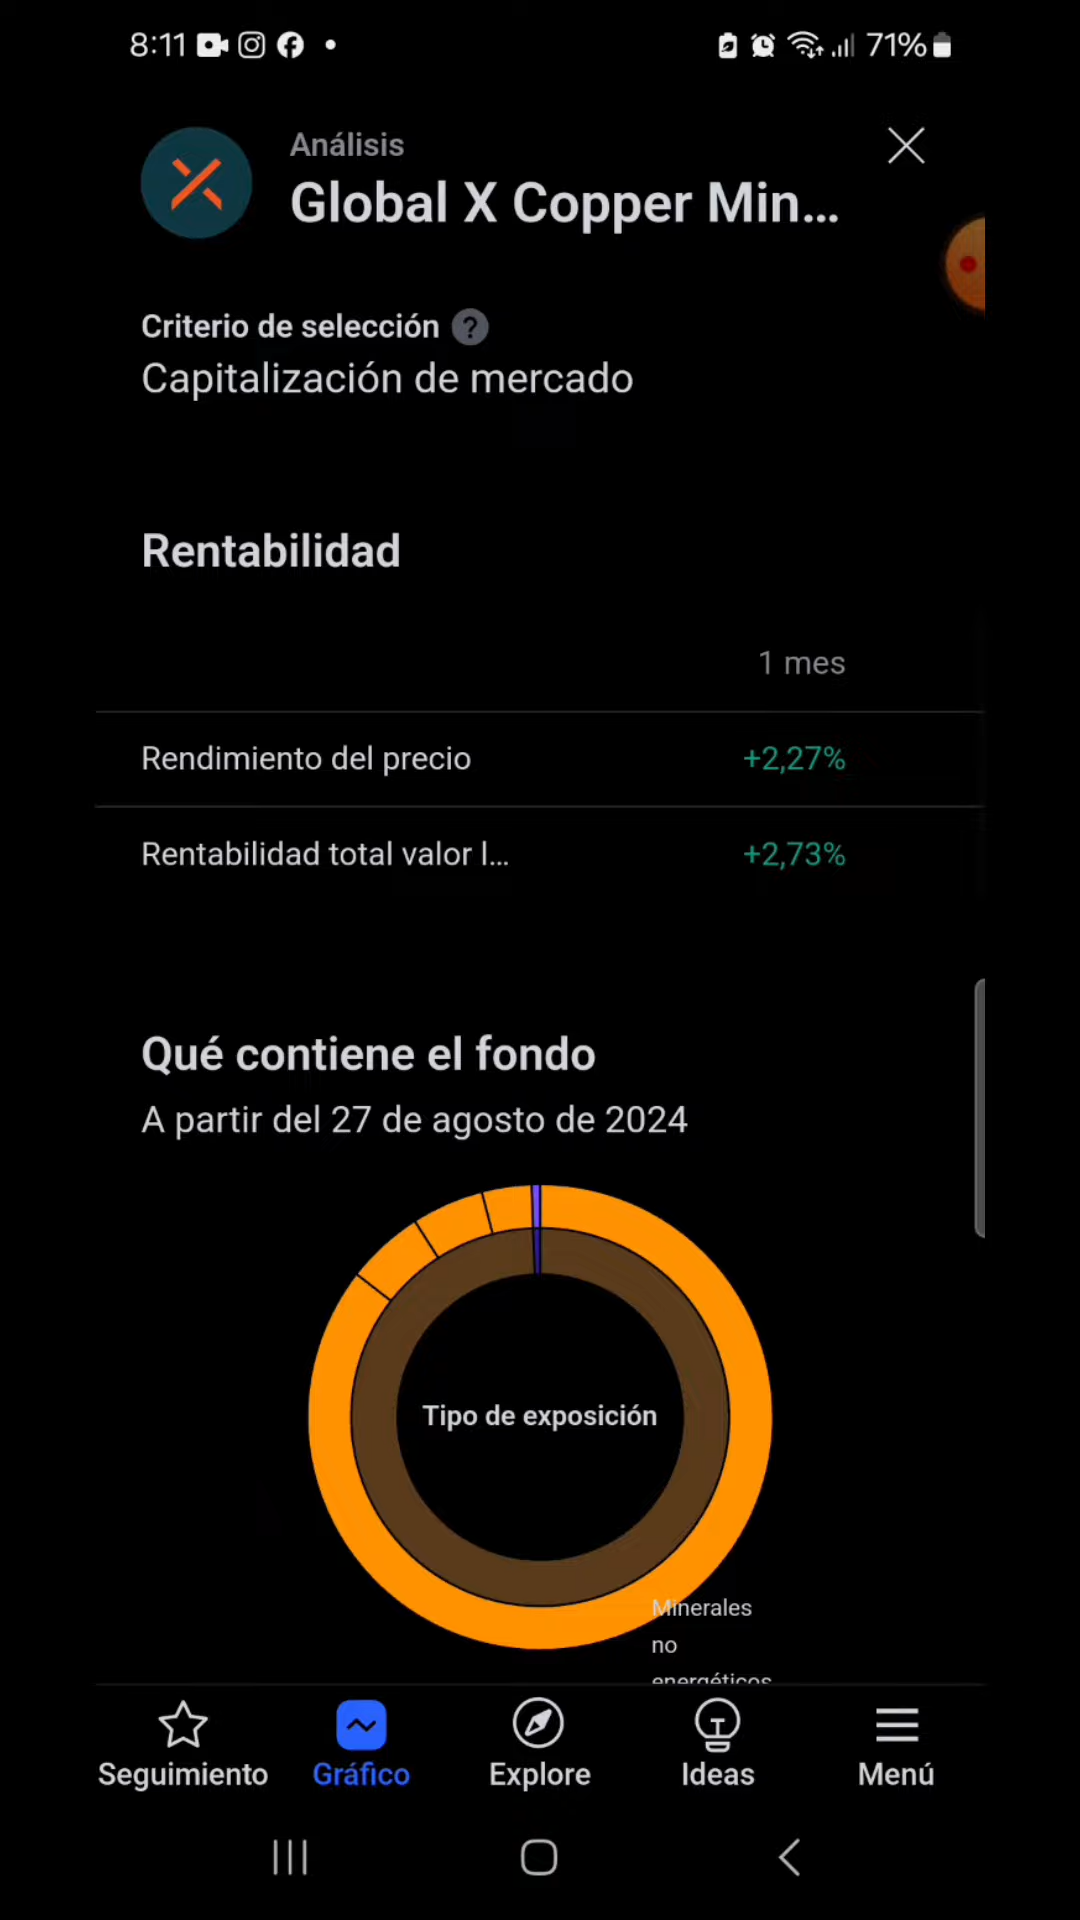 8:11
71%
Análisis
Global X Copper Min...
Criterio de selección ?
Capitalización de mercado
Rentabilidad
1 mes
Rendimiento del precio +2,27%
Rentabilidad total valor l... +2,73%
Qué contiene el fondo
A partir del 27 de agosto de 2024
Tipo de exposición
Minerales
no
energéticos
Seguimiento Gráfico Explore Ideas Menú